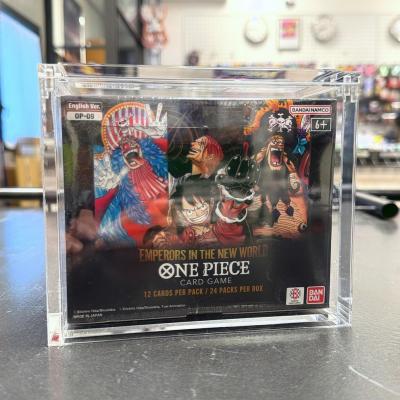 English Ver.
OP-09
BANDAI NAMCO
6+
EMPERORS IN THE NEW WORLD
ONE PIECE
CARD GAME
12 CARDS PER PACK / 24 PACKS PER BOX
BANDAI
MADE IN JAPAN